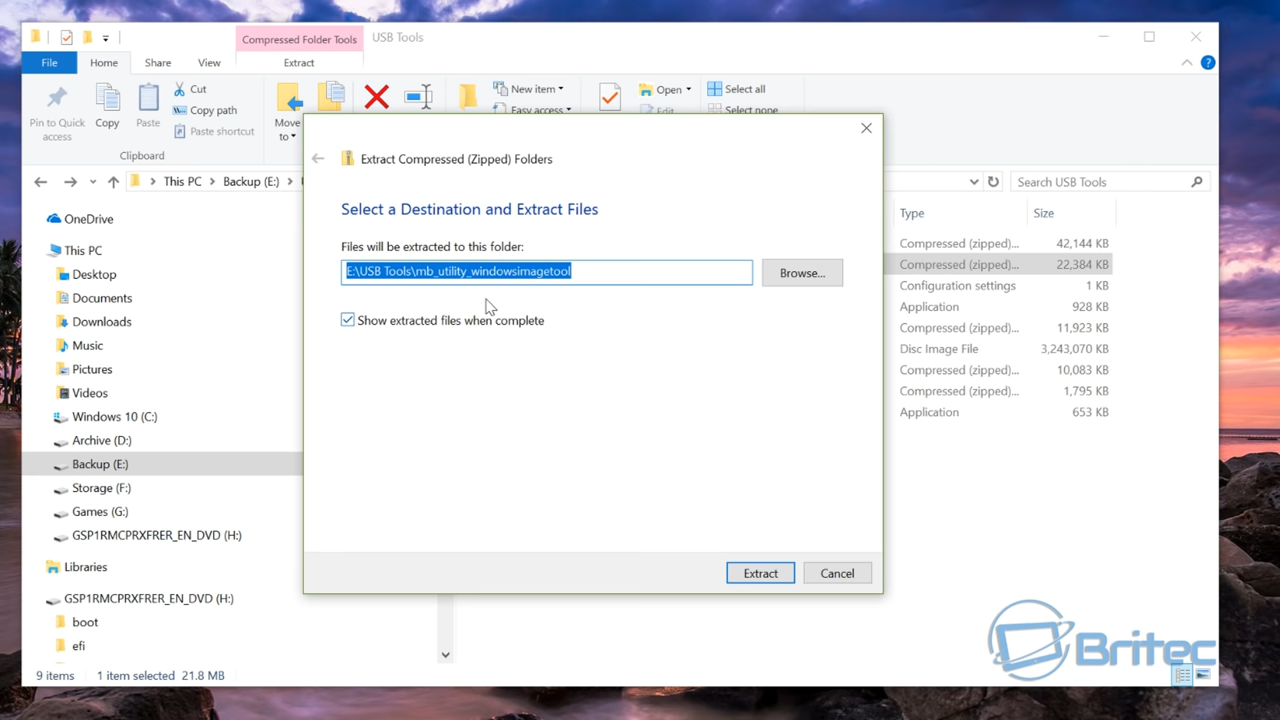 Compressed Folder Tools
USB Tools
File
Home
Share
View
Extract
Pin to Quick access
Copy
Paste
Cut
Copy path
Paste shortcut
Clipboard
Move to
New item
Easy access
Open
Edit
Select all
Select none
This PC
Backup (E:)
Search USB Tools
OneDrive
This PC
Desktop
Documents
Downloads
Music
Pictures
Videos
Windows 10 (C:)
Archive (D:)
Backup (E:)
Storage (F:)
Games (G:)
GSP1RMCPRXFRER_EN_DVD (H:)
Libraries
GSP1RMCPRXFRER_EN_DVD (H:)
boot
efi
Extract Compressed (Zipped) Folders
Select a Destination and Extract Files
Files will be extracted to this folder:
E:\USB Tools\mb_utility_windowsimagetool
Browse...
Show extracted files when complete
Extract
Cancel
Type Size
Compressed (zipped)... 42,144 KB
Compressed (zipped)... 22,384 KB
Configuration settings 1 KB
Application 928 KB
Compressed (zipped)... 11,923 KB
Disc Image File 3,243,070 KB
Compressed (zipped)... 10,083 KB
Compressed (zipped)... 1,795 KB
Application 653 KB
9 items 1 item selected 21.8 MB
Britec